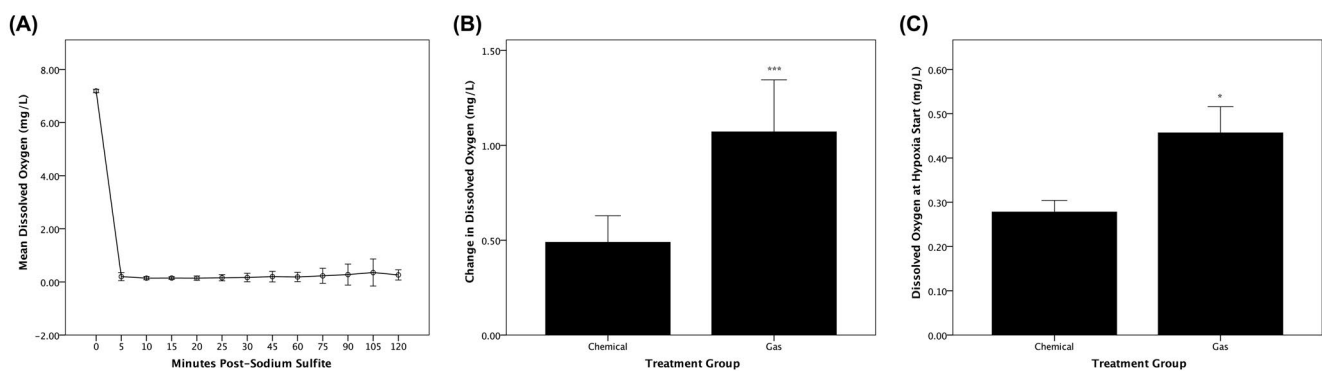 (A)
Mean Dissolved Oxygen (mg/L)
8.00
6.00
4.00
2.00
0.00
-2.00
0 5 10 15 20 25 30 45 60 75 90 105 120
Minutes Post-Sodium Sulfite
(B)
Change in Dissolved Oxygen (mg/L)
1.50
1.00
0.50
0.00
***
Chemical Gas
Treatment Group
(C)
Dissolved Oxygen at Hypoxia Start (mg/L)
0.60
0.50
0.40
0.30
0.20
0.10
0.00
*
Chemical Gas
Treatment Group